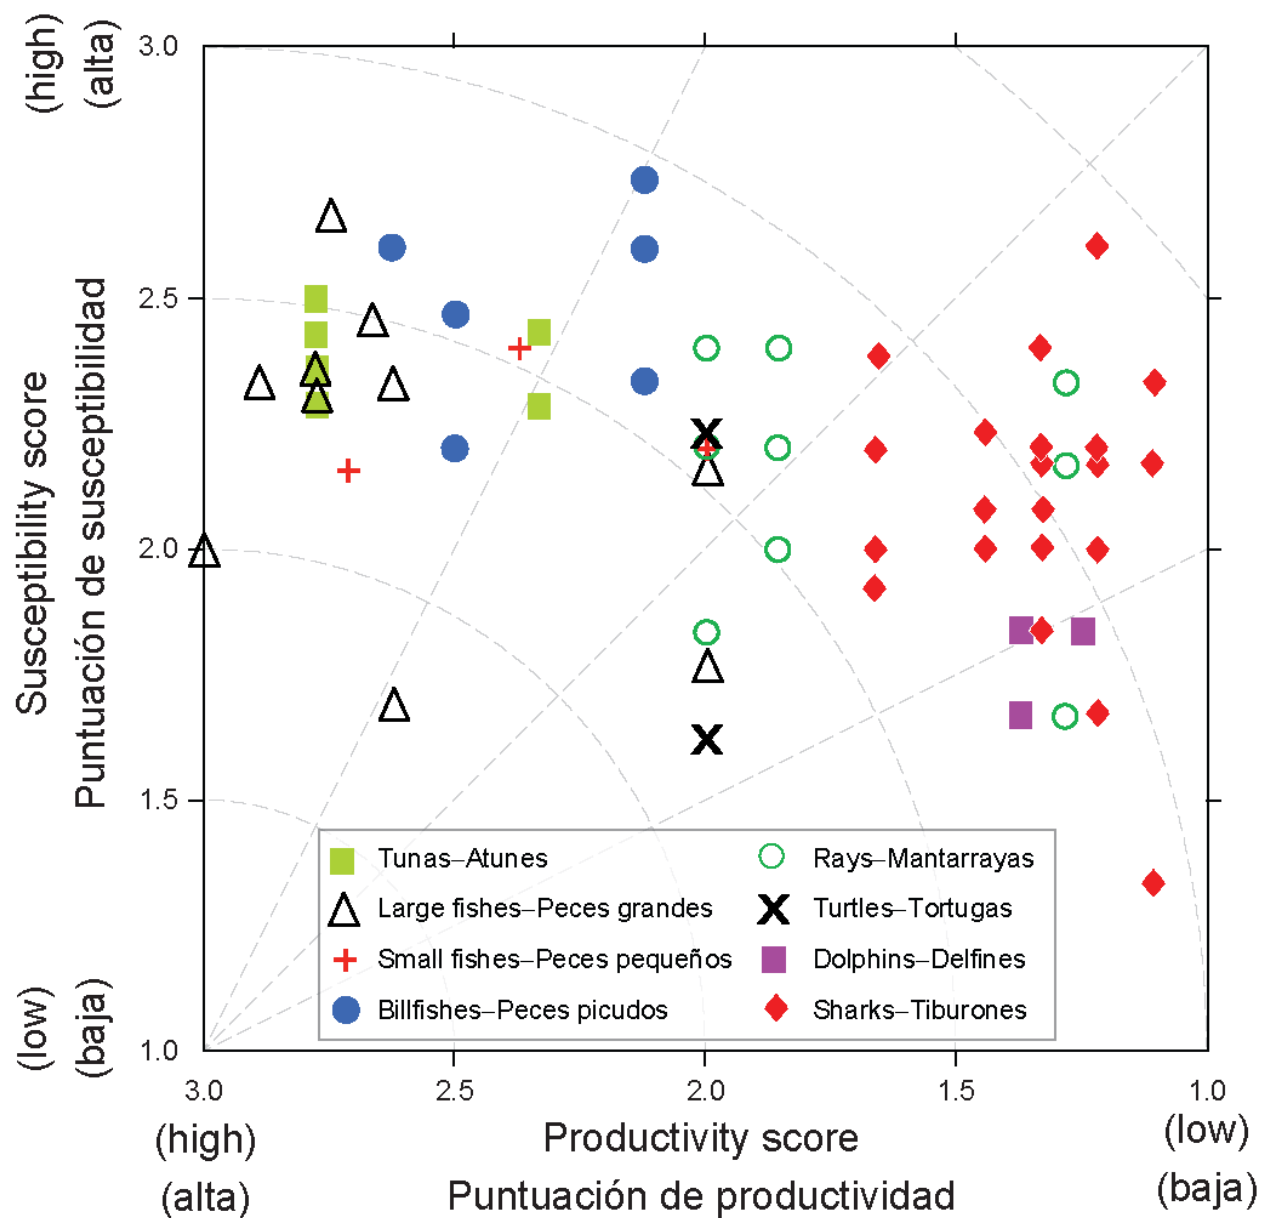 (high)
(alta)
Susceptibility score
Puntuación de susceptibilidad
(low)
(baja)
3.0
2.5
2.0
1.5
1.0
Tunas–Atunes
Large fishes–Peces grandes
Small fishes–Peces pequeños
Billfishes–Peces picudos
Rays–Mantarrayas
Turtles–Tortugas
Dolphins–Delfines
Sharks–Tiburones
3.0 2.5 2.0 1.5 1.0
(high) Productivity score (low)
(alta) Puntuación de productividad (baja)